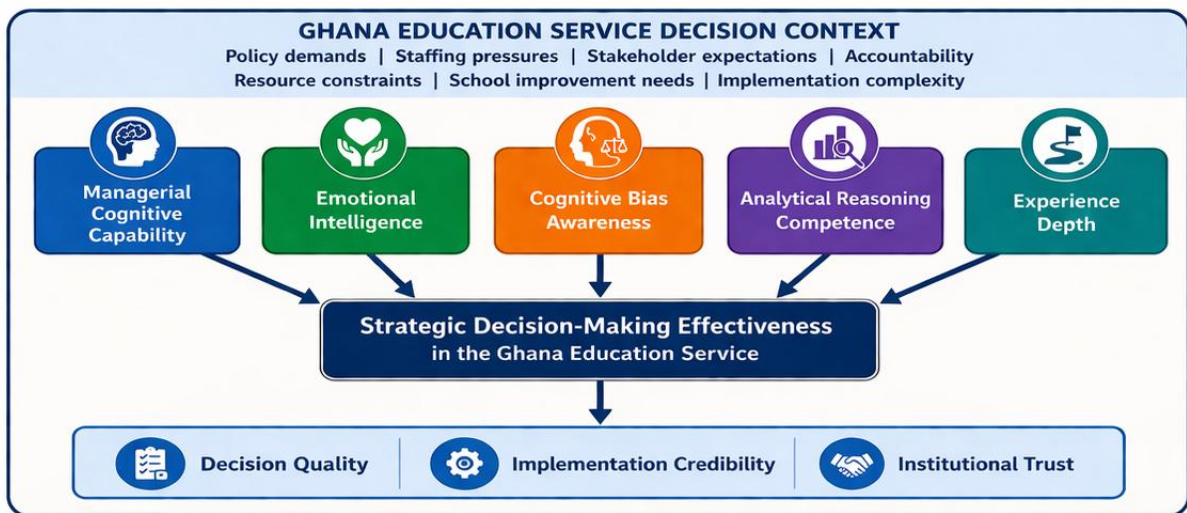 GHANA EDUCATION SERVICE DECISION CONTEXT
Policy demands | Staffing pressures | Stakeholder expectations | Accountability
Resource constraints | School improvement needs | Implementation complexity
Managerial
Cognitive
Capability
Emotional
Intelligence
Cognitive Bias
Awareness
Analytical Reasoning
Competence
Experience
Depth
Strategic Decision-Making Effectiveness
in the Ghana Education Service
Decision Quality
Implementation Credibility
Institutional Trust